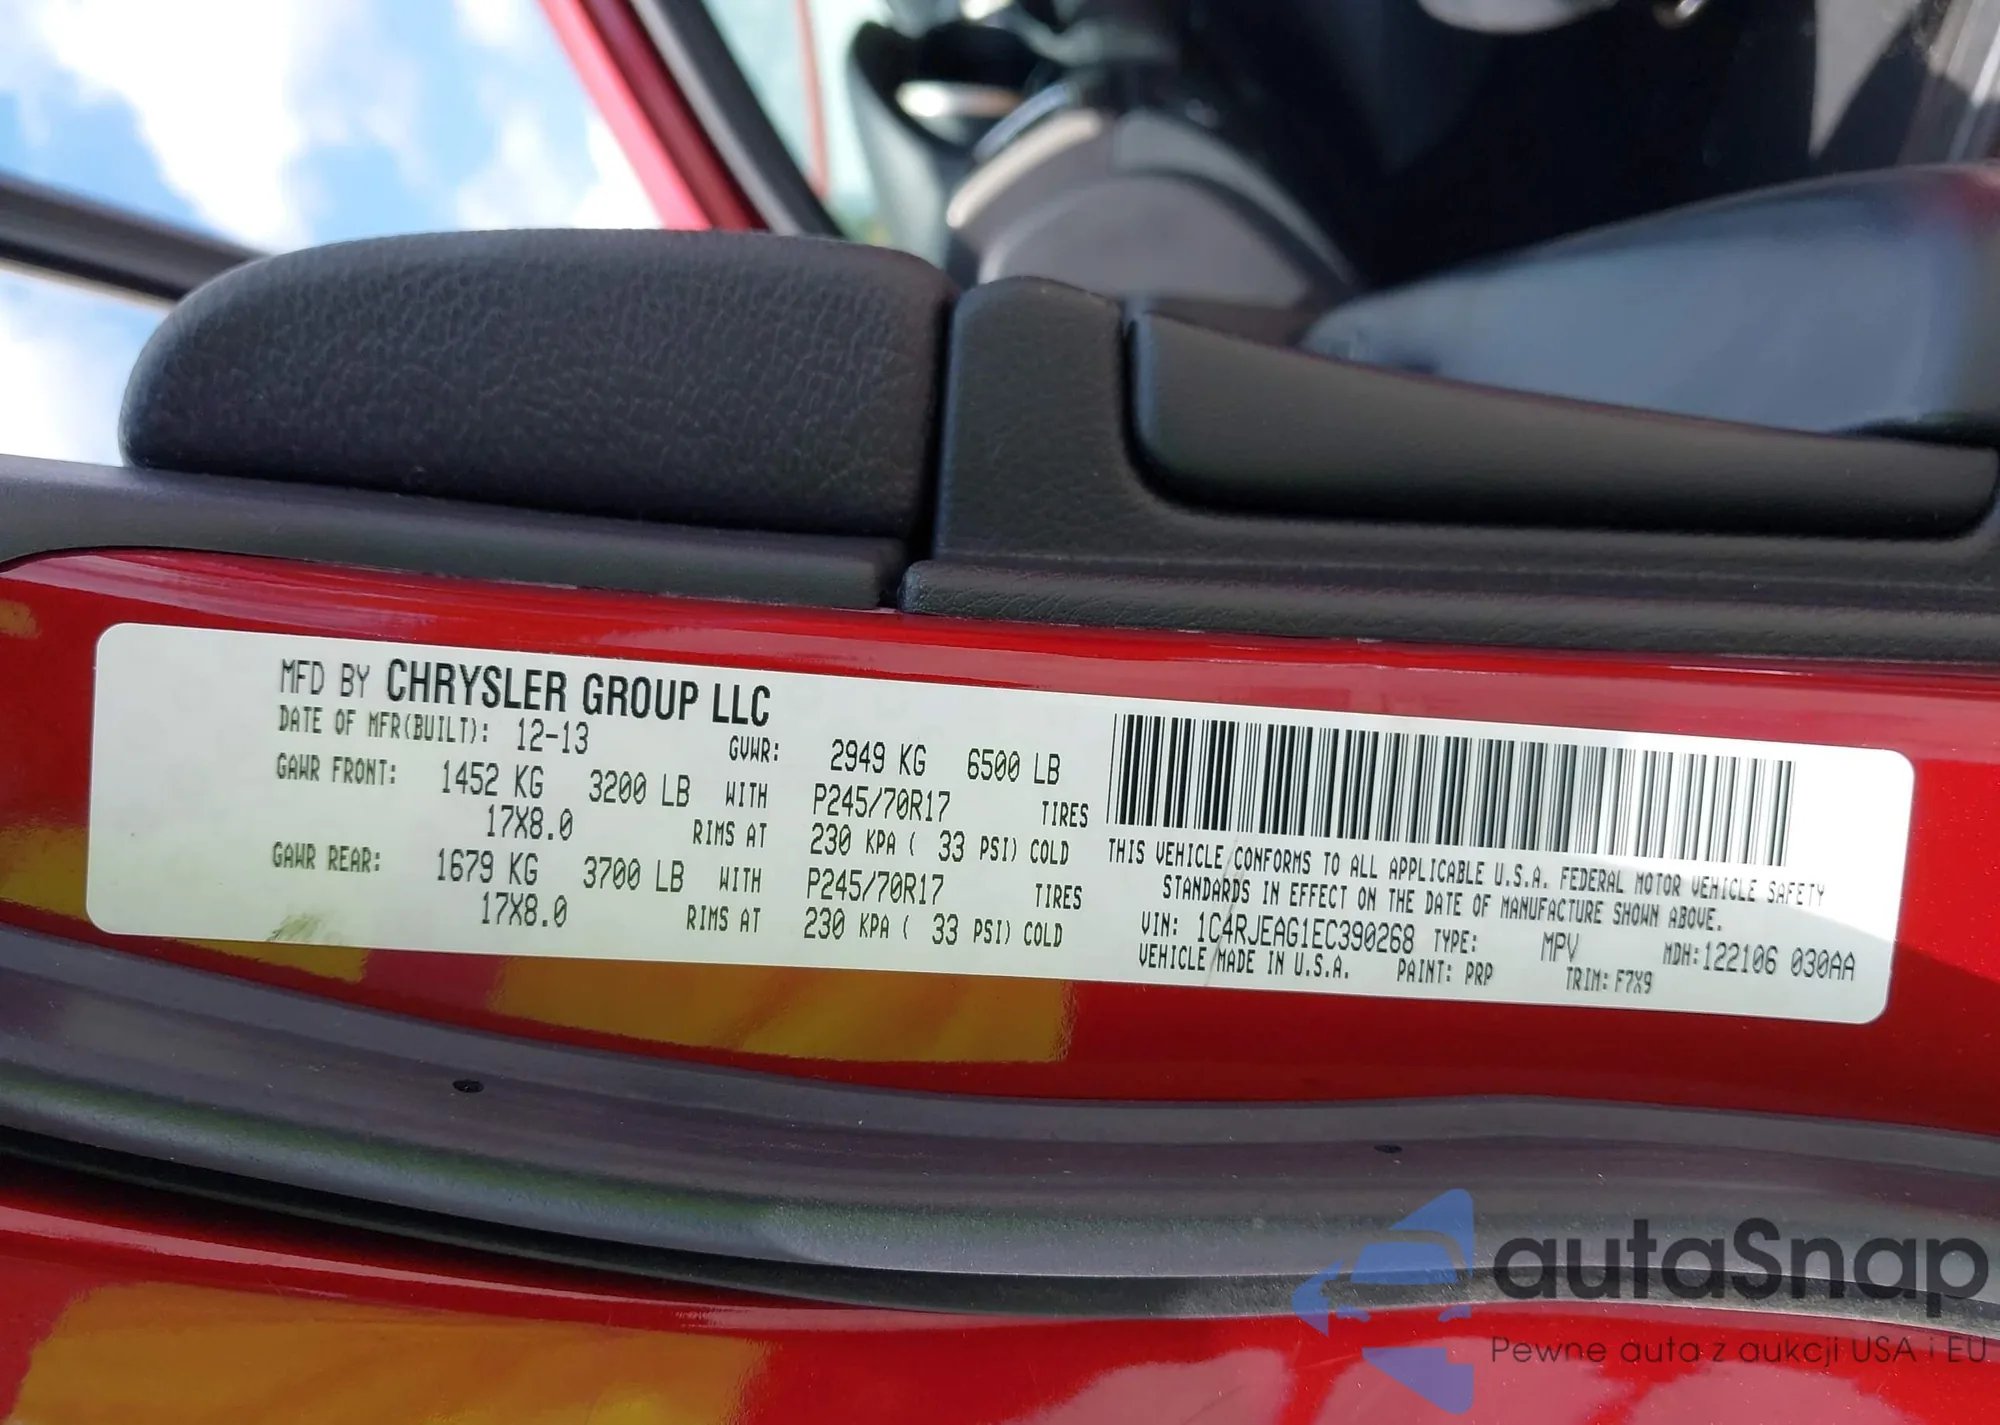 MFD BY CHRYSLER GROUP LLC
DATE OF MFR(BUILT): 12-13 GVWR: 2949 KG 6500 LB
GAWR FRONT: 1452 KG 3200 LB WITH P245/70R17 TIRES
17X8.0 RIMS AT 230 KPA ( 33 PSI) COLD
GAWR REAR: 1679 KG 3700 LB WITH P245/70R17 TIRES
17X8.0 RIMS AT 230 KPA ( 33 PSI) COLD
THIS VEHICLE CONFORMS TO ALL APPLICABLE U.S.A. FEDERAL MOTOR VEHICLE SAFETY
STANDARDS IN EFFECT ON THE DATE OF MANUFACTURE SHOWN ABOVE.
VIN: 1C4RJEAG1EC390268 TYPE: MPV MDH:122106 030AA
VEHICLE MADE IN U.S.A. PAINT: PRP TRIM: F7X9
autaSnap
Pewne auta z aukcji USA i EU